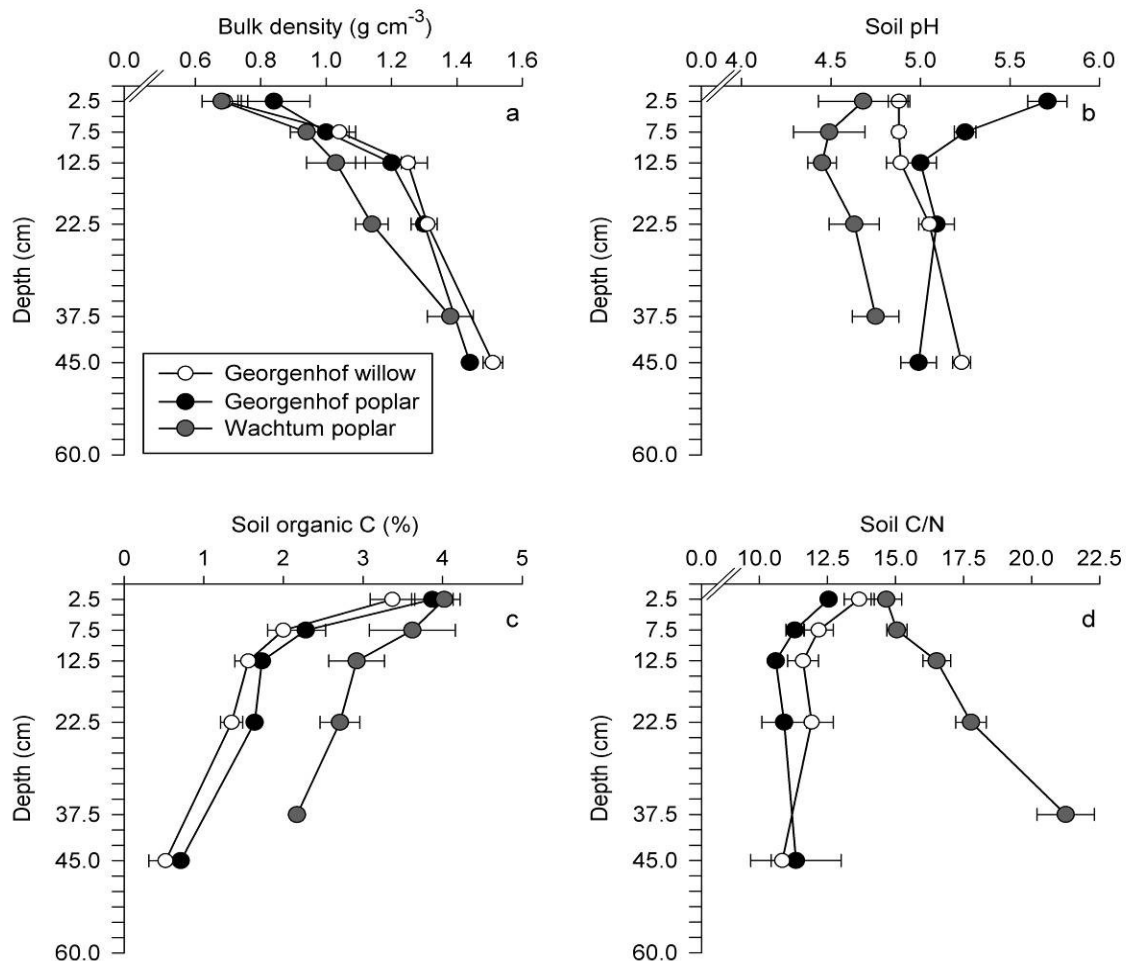 Bulk density (g cm⁻³)
0.0 0.6 0.8 1.0 1.2 1.4 1.6
2.5
7.5
12.5
22.5
37.5
45.0
60.0
Depth (cm)
a
Georgenhof willow
Georgenhof poplar
Wachtum poplar
Soil pH
0.0 4.0 4.5 5.0 5.5 6.0
2.5
7.5
12.5
22.5
37.5
45.0
60.0
Depth (cm)
b
Soil organic C (%)
0 1 2 3 4 5
2.5
7.5
12.5
22.5
37.5
45.0
60.0
Depth (cm)
c
Soil C/N
0.0 10.0 12.5 15.0 17.5 20.0 22.5
2.5
7.5
12.5
22.5
37.5
45.0
60.0
Depth (cm)
d